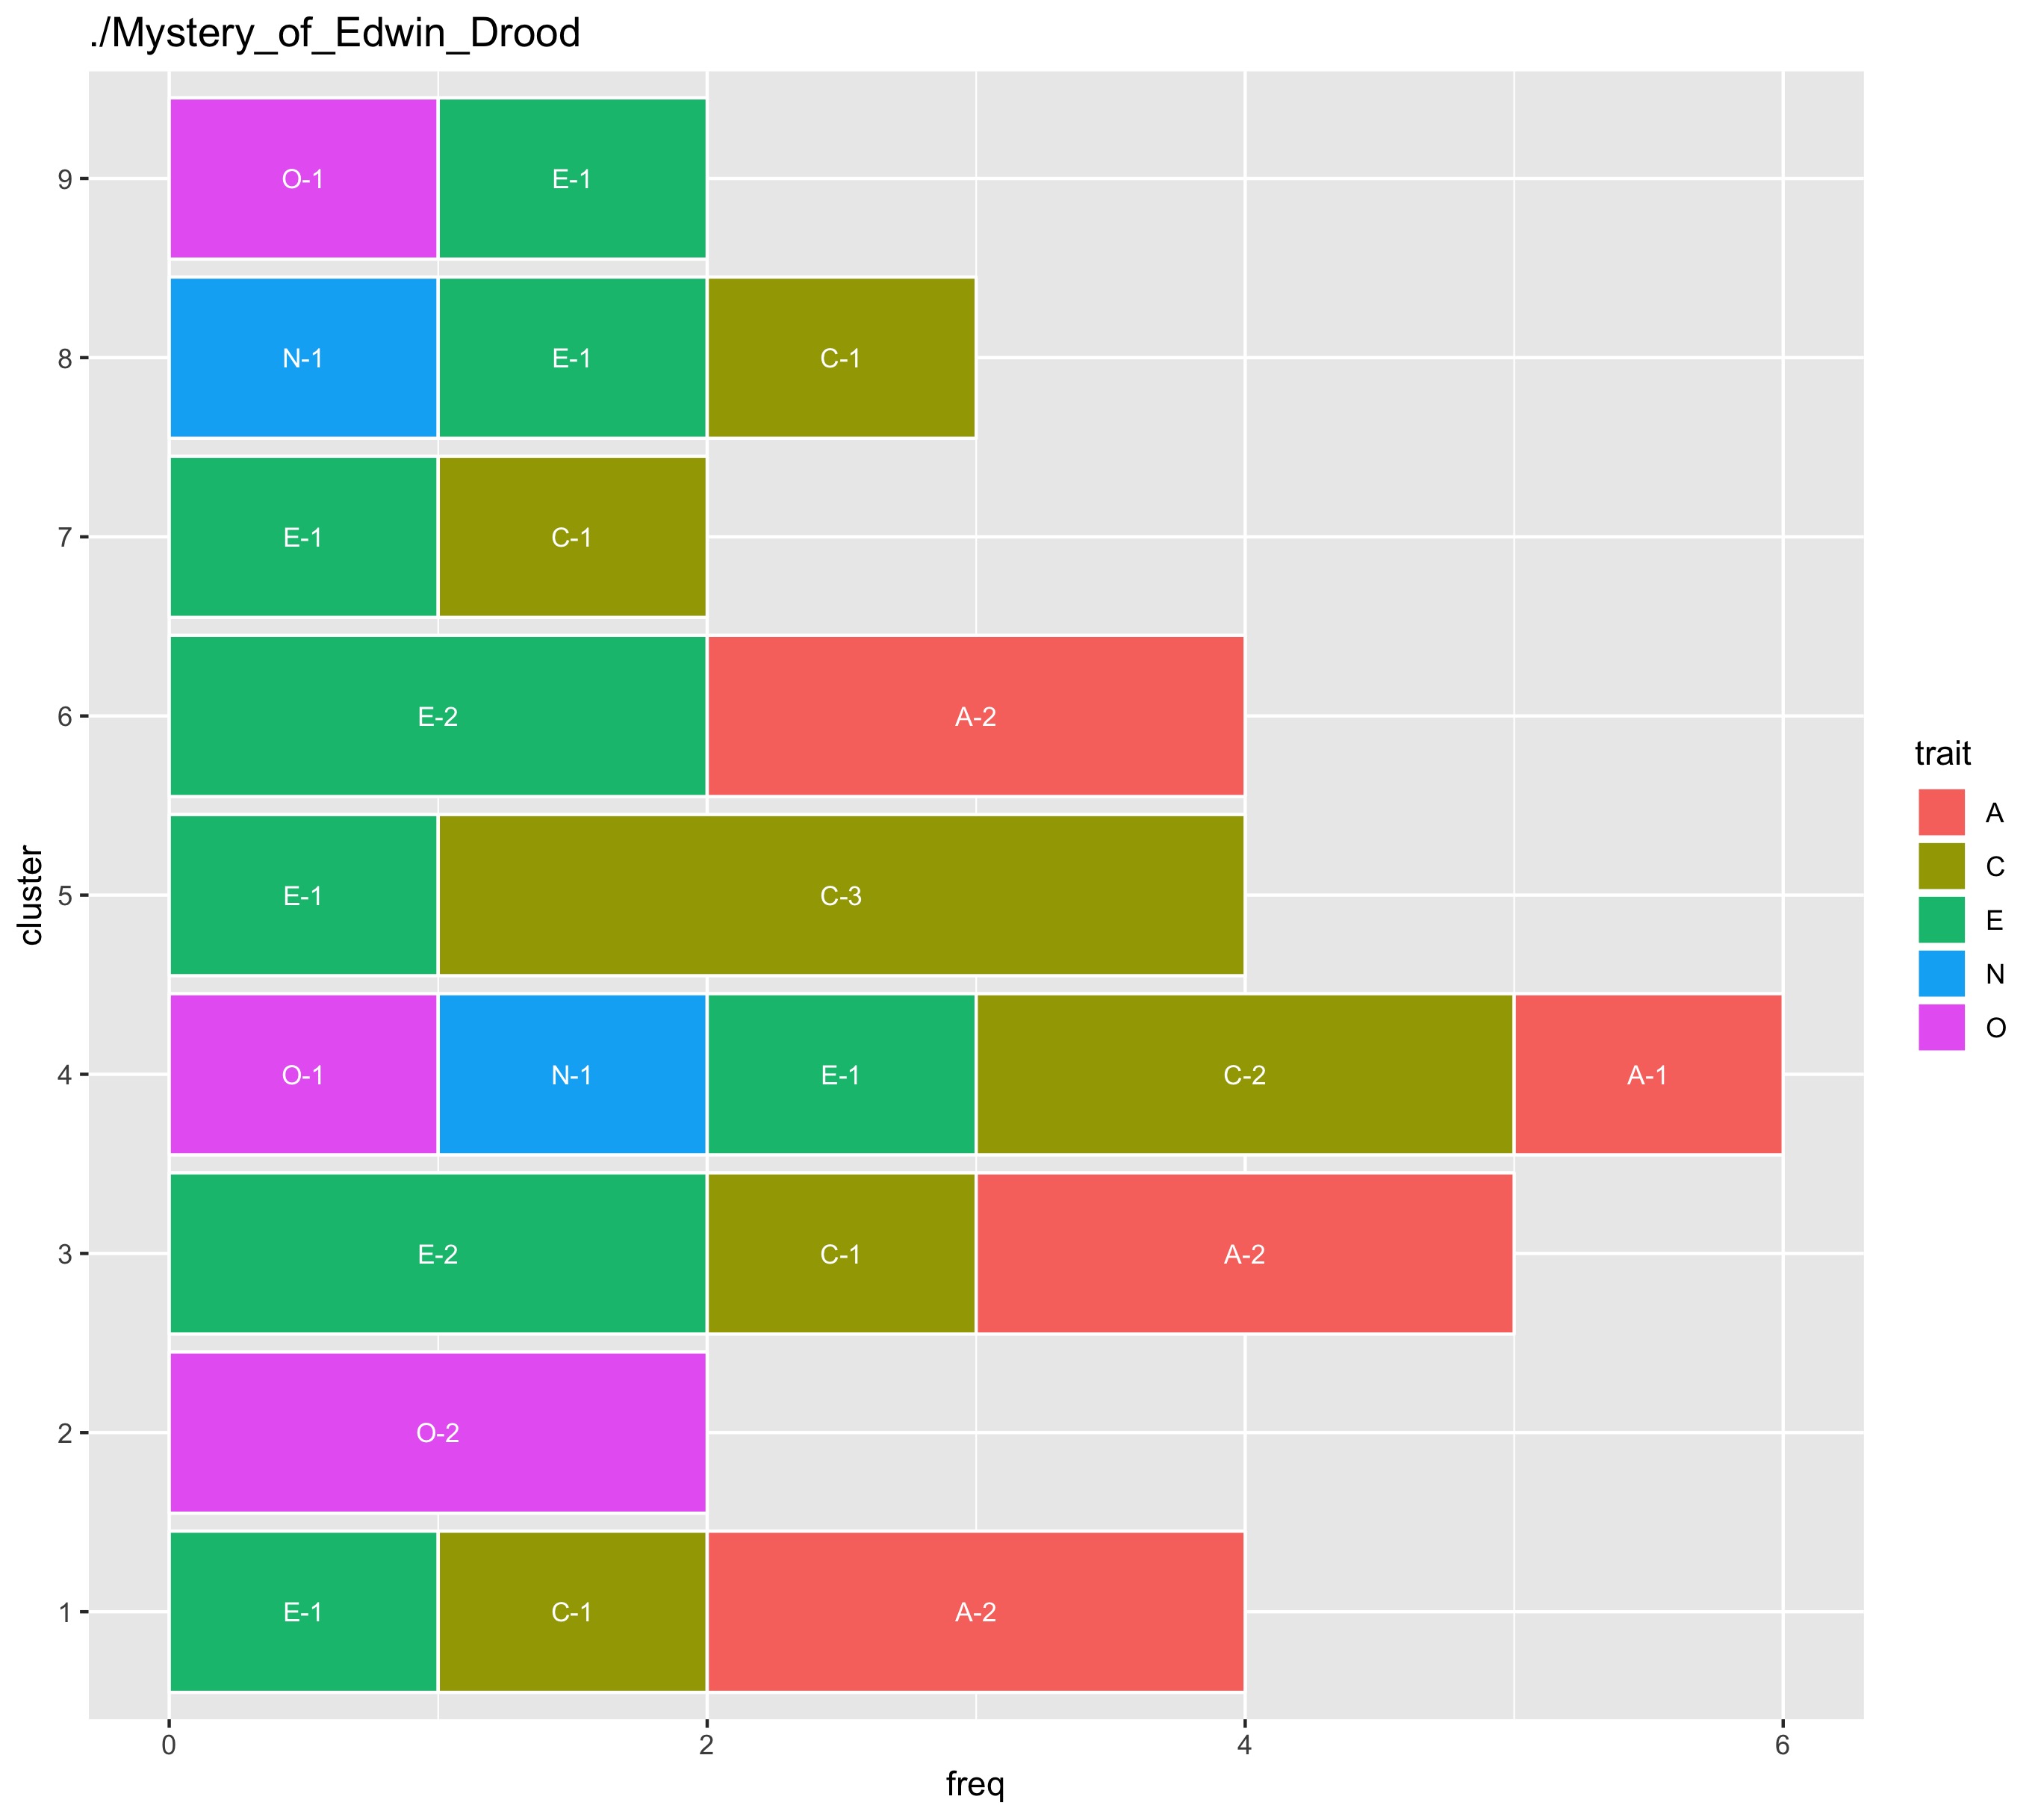 ./Mystery_of_Edwin_Drood
9
O-1 E-1
8
N-1 E-1 C-1
7
E-1 C-1
6
E-2 A-2
5
E-1 C-3
4
O-1 N-1 E-1 C-2 A-1
3
E-2 C-1 A-2
2
O-2
1
E-1 C-1 A-2
0 2 4 6
freq
cluster
trait
A
C
E
N
O